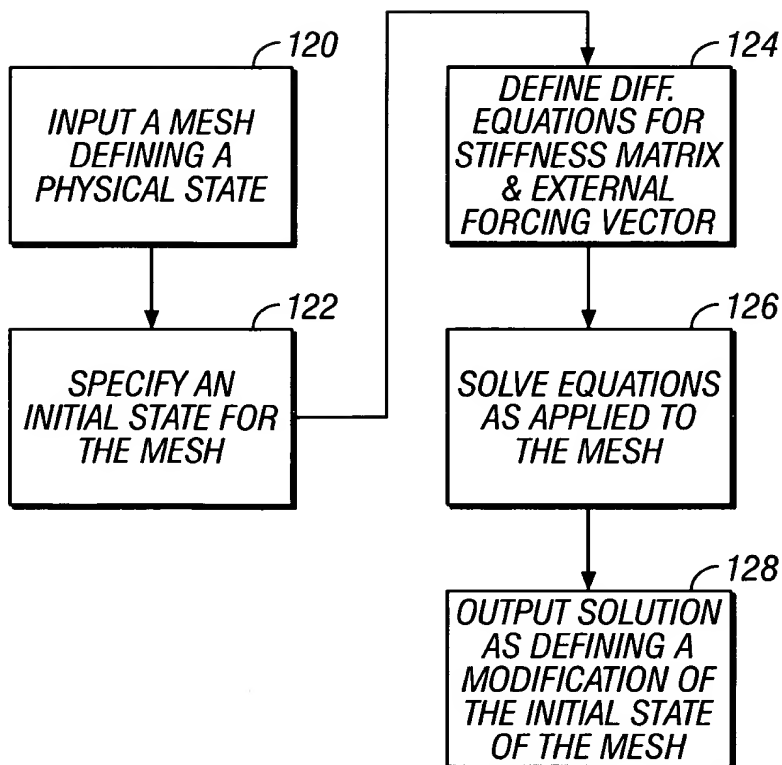 120
INPUT A MESH
DEFINING A
PHYSICAL STATE.
122
SPECIFY AN
INITIAL STATE FOR
THE MESH
124
DEFINE DIFF.
EQUATIONS FOR
STIFFNESS MATRIX
& EXTERNAL
FORCING VECTOR
126
SOLVE EQUATIONS
AS APPLIED TO
THE MESH
128
OUTPUT SOLUTION
AS DEFINING A
MODIFICATION OF
THE INITIAL STATE
OF THE MESH